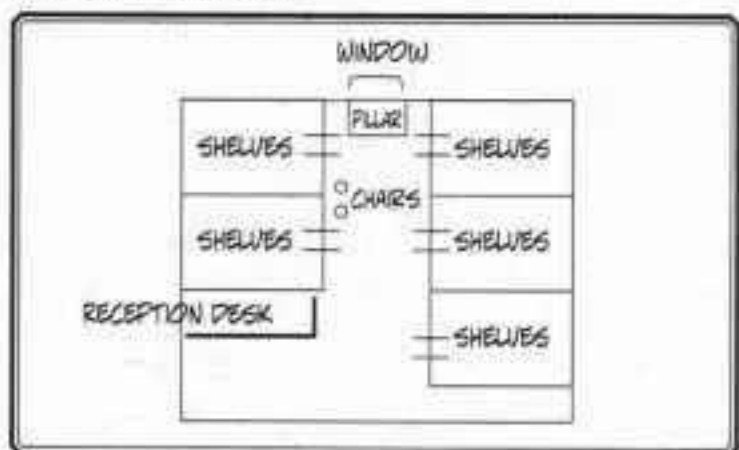 WINDOW
PILLAR
SHELVES
SHELVES
CHAIRS
SHELVES
SHELVES
RECEPTION DESK
SHELVES